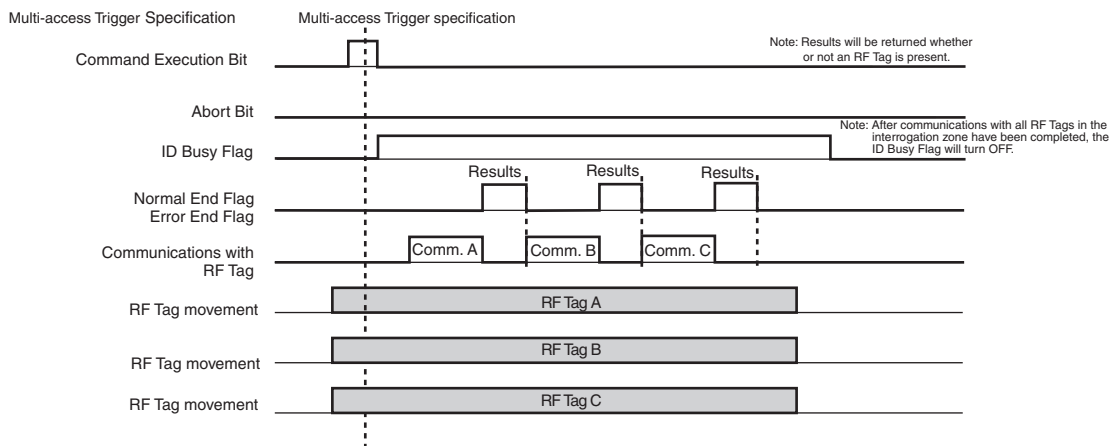 Multi-access Trigger Specification
Multi-access Trigger specification
Command Execution Bit
Note: Results will be returned whether
or not an RF Tag is present.
Abort Bit
Note: After communications with all RF Tags in the
interrogation zone have been completed, the
ID Busy Flag will turn OFF.
ID Busy Flag
Results
Results
Results
Normal End Flag
Error End Flag
Comm. A
Comm. B
Comm. C
Communications with
RF Tag
RF Tag A
RF Tag movement
RF Tag B
RF Tag movement
RF Tag C
RF Tag movement